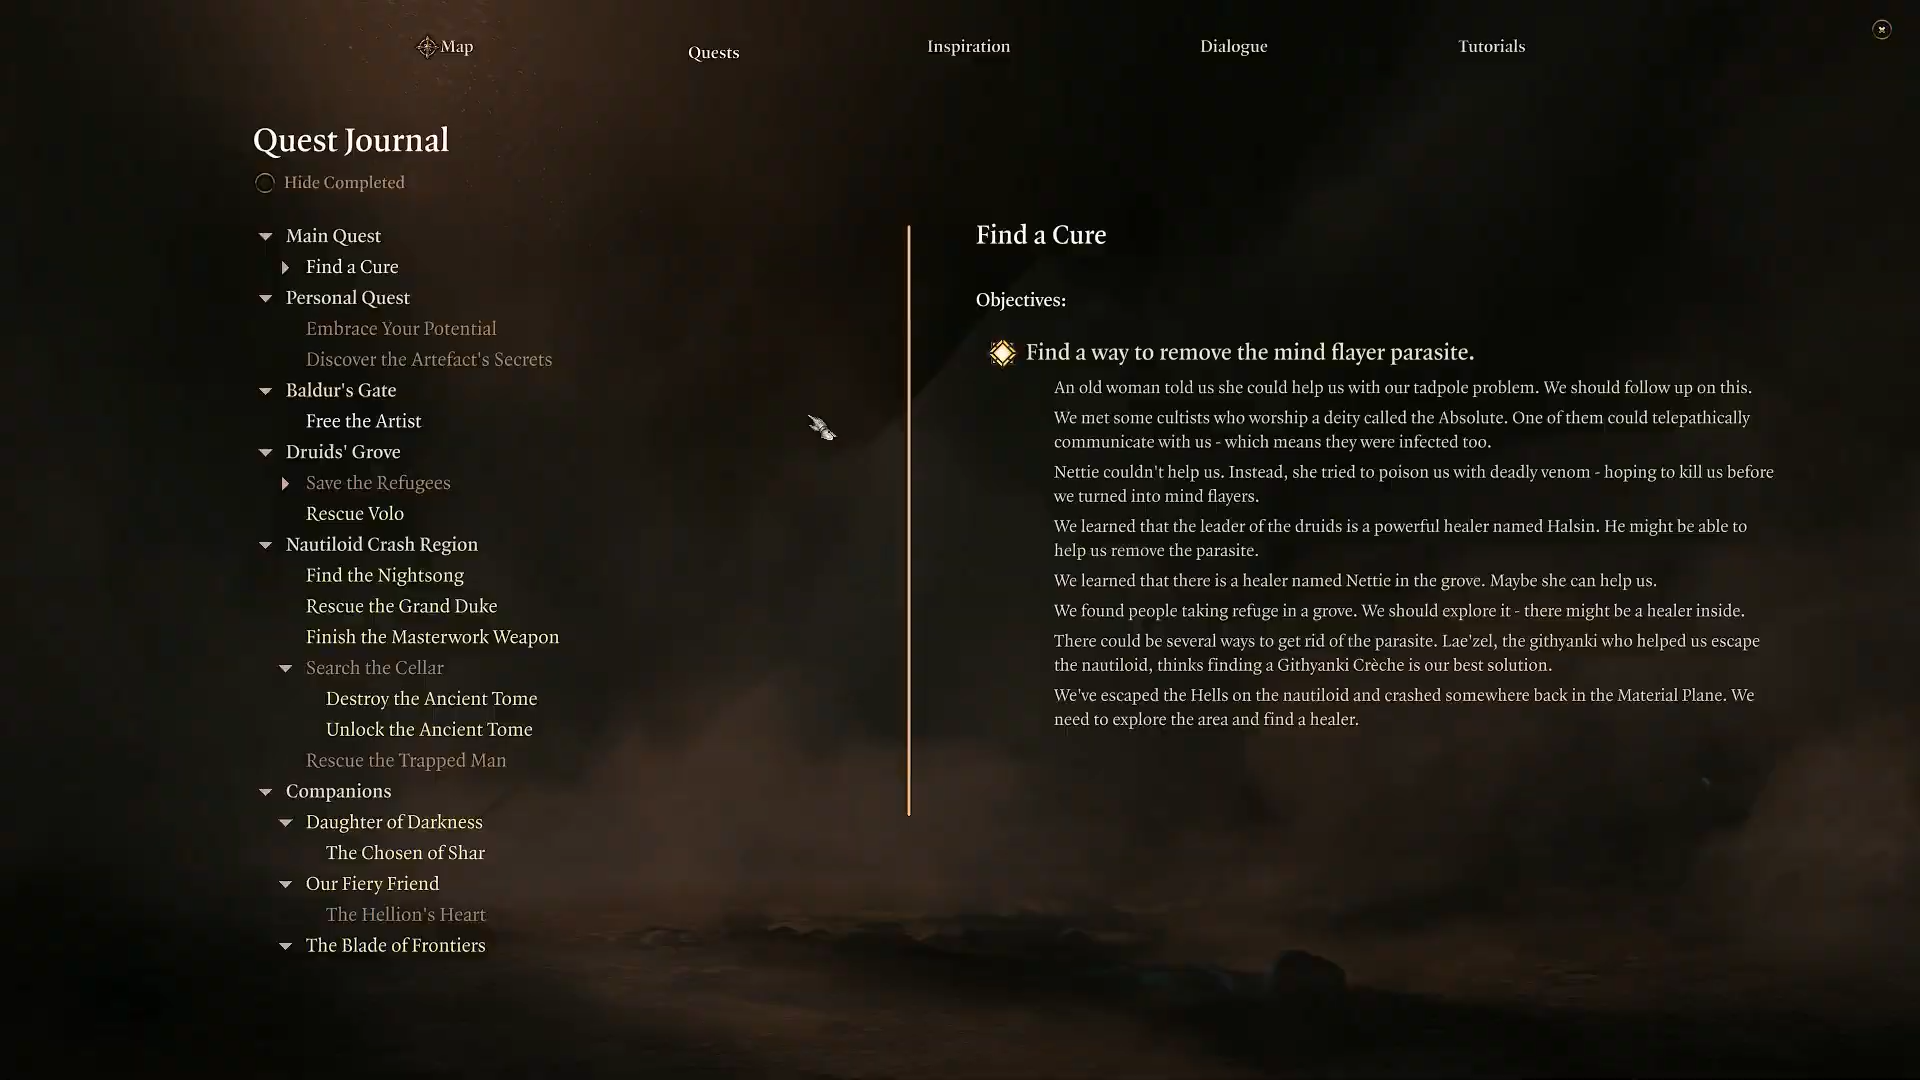 Map
Quests
Inspiration
Dialogue
Tutorials
Quest Journal
Hide Completed
Main Quest
Find a Cure
Personal Quest
Embrace Your Potential
Discover the Artefact's Secrets
Baldur's Gate
Free the Artist
Druids' Grove
Save the Refugees
Rescue Volo
Nautiloid Crash Region
Find the Nightsong
Rescue the Grand Duke
Finish the Masterwork Weapon
Search the Cellar
Destroy the Ancient Tome
Unlock the Ancient Tome
Rescue the Trapped Man
Companions
Daughter of Darkness
The Chosen of Shar
Our Fiery Friend
The Hellion's Heart
The Blade of Frontiers
Find a Cure
Objectives:
Find a way to remove the mind flayer parasite.
An old woman told us she could help us with our tadpole problem. We should follow up on this.
We met some cultists who worship a deity called the Absolute. One of them could telepathically
communicate with us - which means they were infected too.
Nettie couldn't help us. Instead, she tried to poison us with deadly venom - hoping to kill us before
we turned into mind flayers.
We learned that the leader of the druids is a powerful healer named Halsin. He might be able to
help us remove the parasite.
We learned that there is a healer named Nettie in the grove. Maybe she can help us.
We found people taking refuge in a grove. We should explore it - there might be a healer inside.
There could be several ways to get rid of the parasite. Lae'zel, the githyanki who helped us escape
the nautiloid, thinks finding a Githyanki Crèche is our best solution.
We've escaped the Hells on the nautiloid and crashed somewhere back in the Material Plane. We
need to explore the area and find a healer.